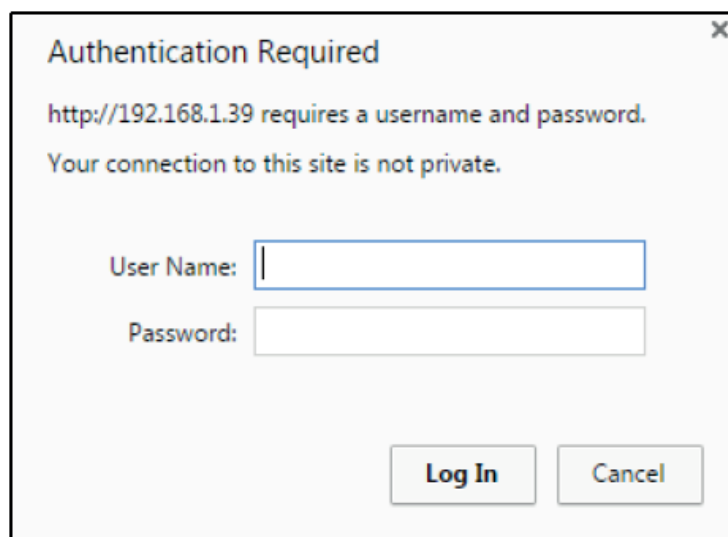 Authentication Required
http://192.168.1.39 requires a username and password.
Your connection to this site is not private.
User Name:
Password:
Log In Cancel